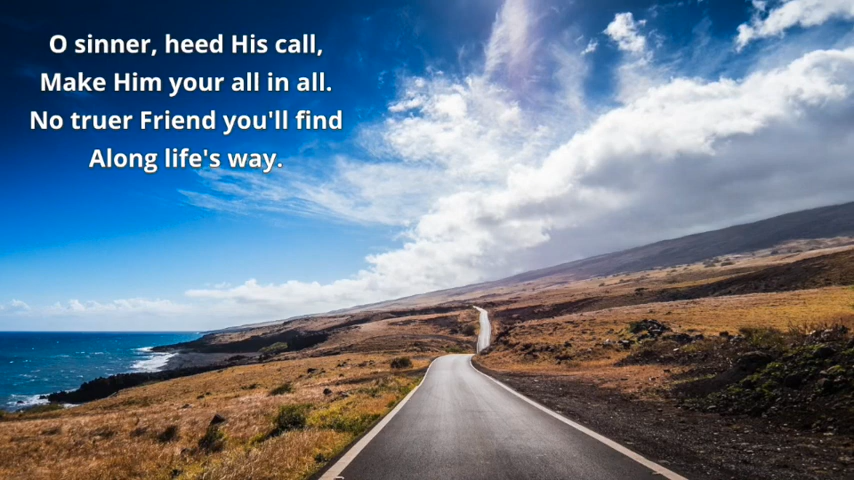 O sinner, heed His call,
Make Him your all in all.
No truer Friend you'll find
Along life's way.